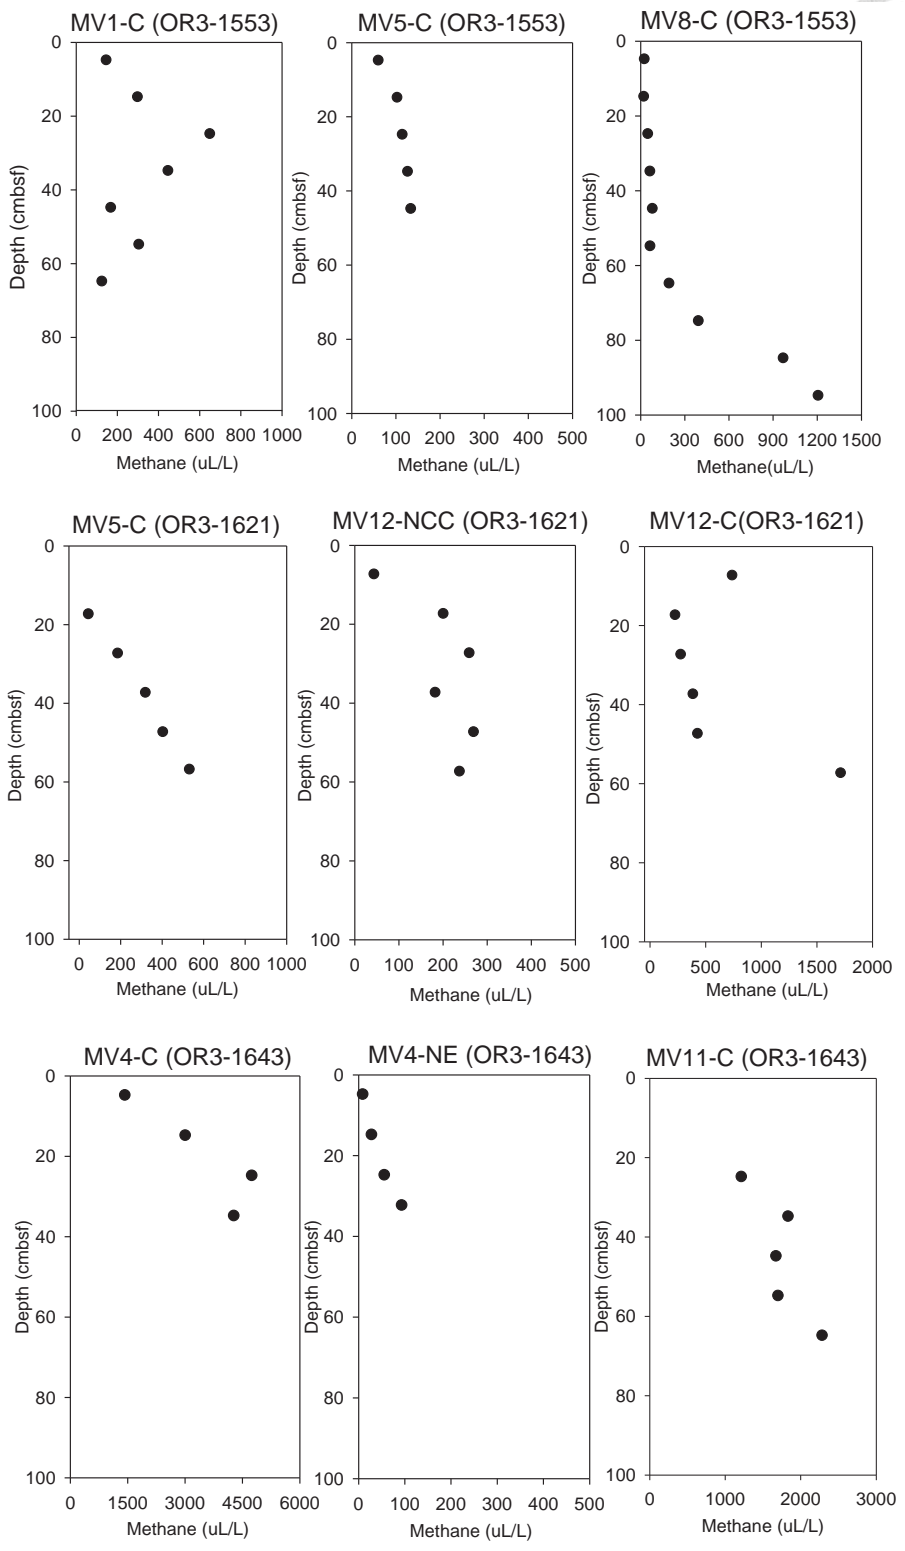 MV1-C (OR3-1553)
0
20
40
60
80
100
Depth (cmbsf)
0 200 400 600 800 1000
Methane (uL/L)
MV5-C (OR3-1553)
0
20
40
60
80
100
Depth (cmbsf)
0 100 200 300 400 500
Methane (uL/L)
MV8-C (OR3-1553)
0
20
40
60
80
100
Depth (cmbsf)
0 300 600 900 1200 1500
Methane(uL/L)
MV5-C (OR3-1621)
0
20
40
60
80
100
Depth (cmbsf)
0 200 400 600 800 1000
Methane (uL/L)
MV12-NCC (OR3-1621)
0
20
40
60
80
100
Depth (cmbsf)
0 100 200 300 400 500
Methane (uL/L)
MV12-C(OR3-1621)
0
20
40
60
80
100
Depth (cmbsf)
0 500 1000 1500 2000
Methane (uL/L)
MV4-C (OR3-1643)
0
20
40
60
80
100
Depth (cmbsf)
0 1500 3000 4500 6000
Methane (uL/L)
MV4-NE (OR3-1643)
0
20
40
60
80
100
Depth (cmbsf)
0 100 200 300 400 500
Methane (uL/L)
MV11-C (OR3-1643)
0
20
40
60
80
100
Depth (cmbsf)
0 1000 2000 3000
Methane (uL/L)